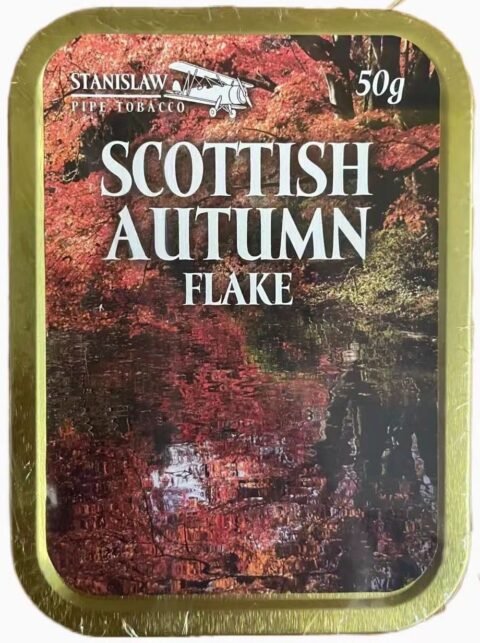 STANISLAW
PIPE TOBACCO
50g
SCOTTISH
AUTUMN
FLAKE